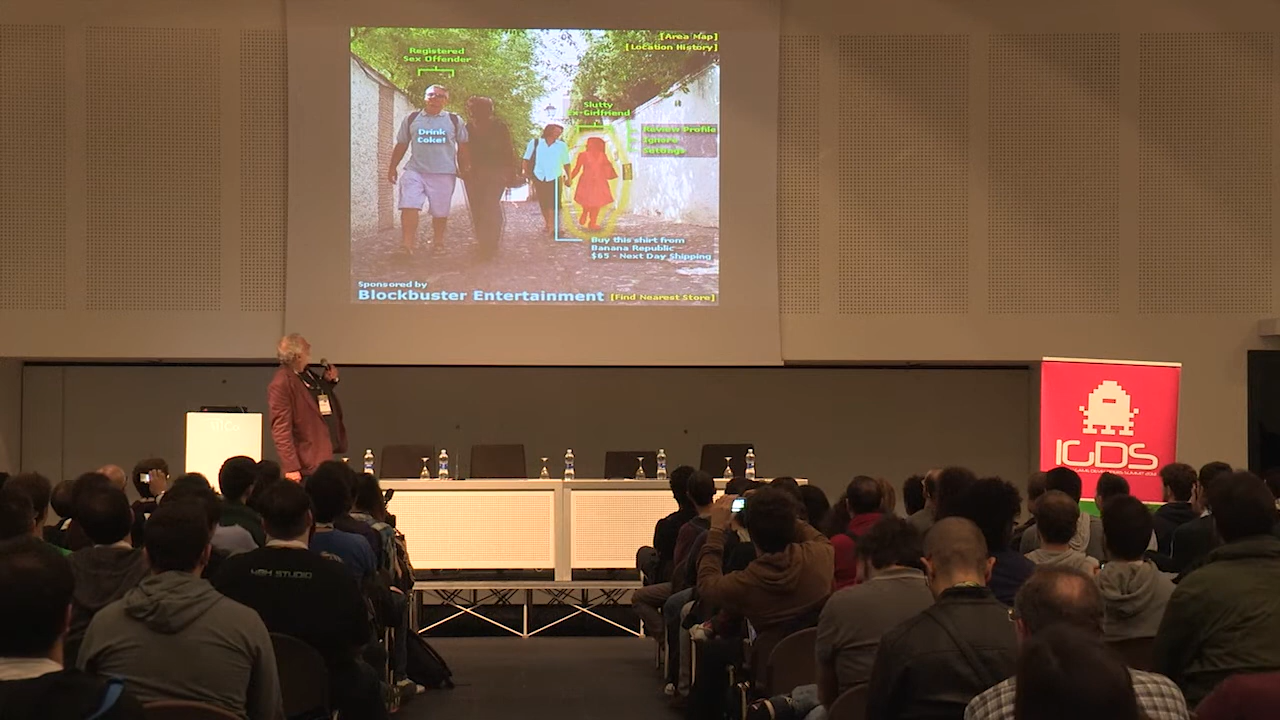 [Area Map]
[Location History]
Registered
Sex Offender
Slutty
Ex-Girlfriend
Drink
Coke!
Review Profile
Ignore
Settings
Buy this shirt from
Banana Republic
$65 - Next Day Shipping
Sponsored by
Blockbuster Entertainment [Find Nearest Store]
IGDS